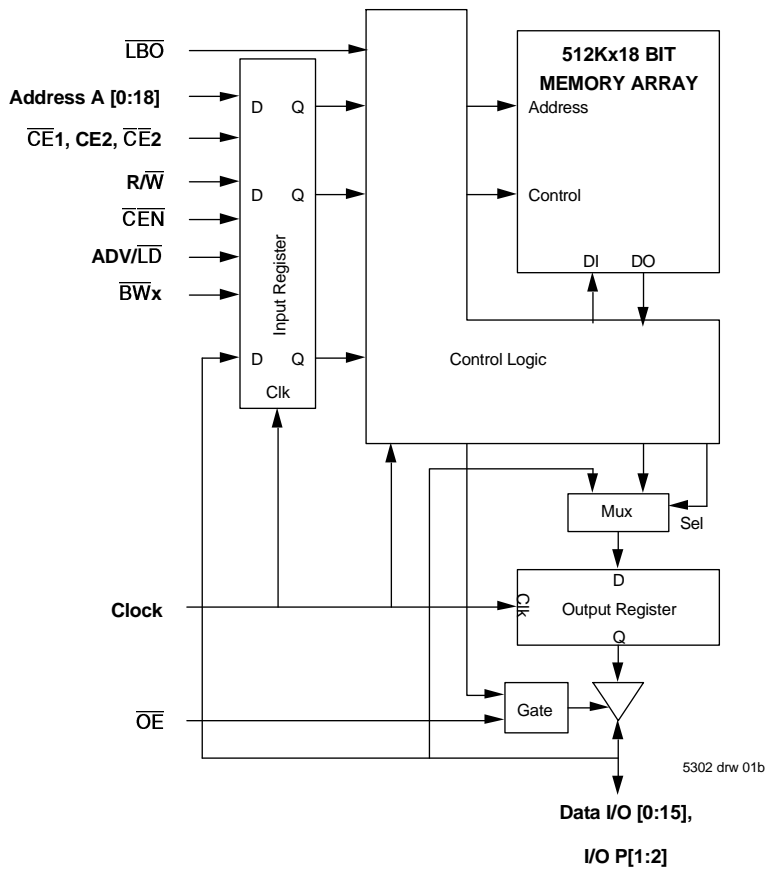 LBO
512Kx18 BIT
MEMORY ARRAY
Address A [0:18]
D Q
Address
CE1, CE2, CE2
R/W
D Q
Control
CEN
ADV/LD
BWx
Input Register
DI DO
D Q
Control Logic
Clk
Mux
Sel
D
Clock
Clk
Output Register
Q
OE
Gate
5302 drw 01b
Data I/O [0:15],
I/O P[1:2]